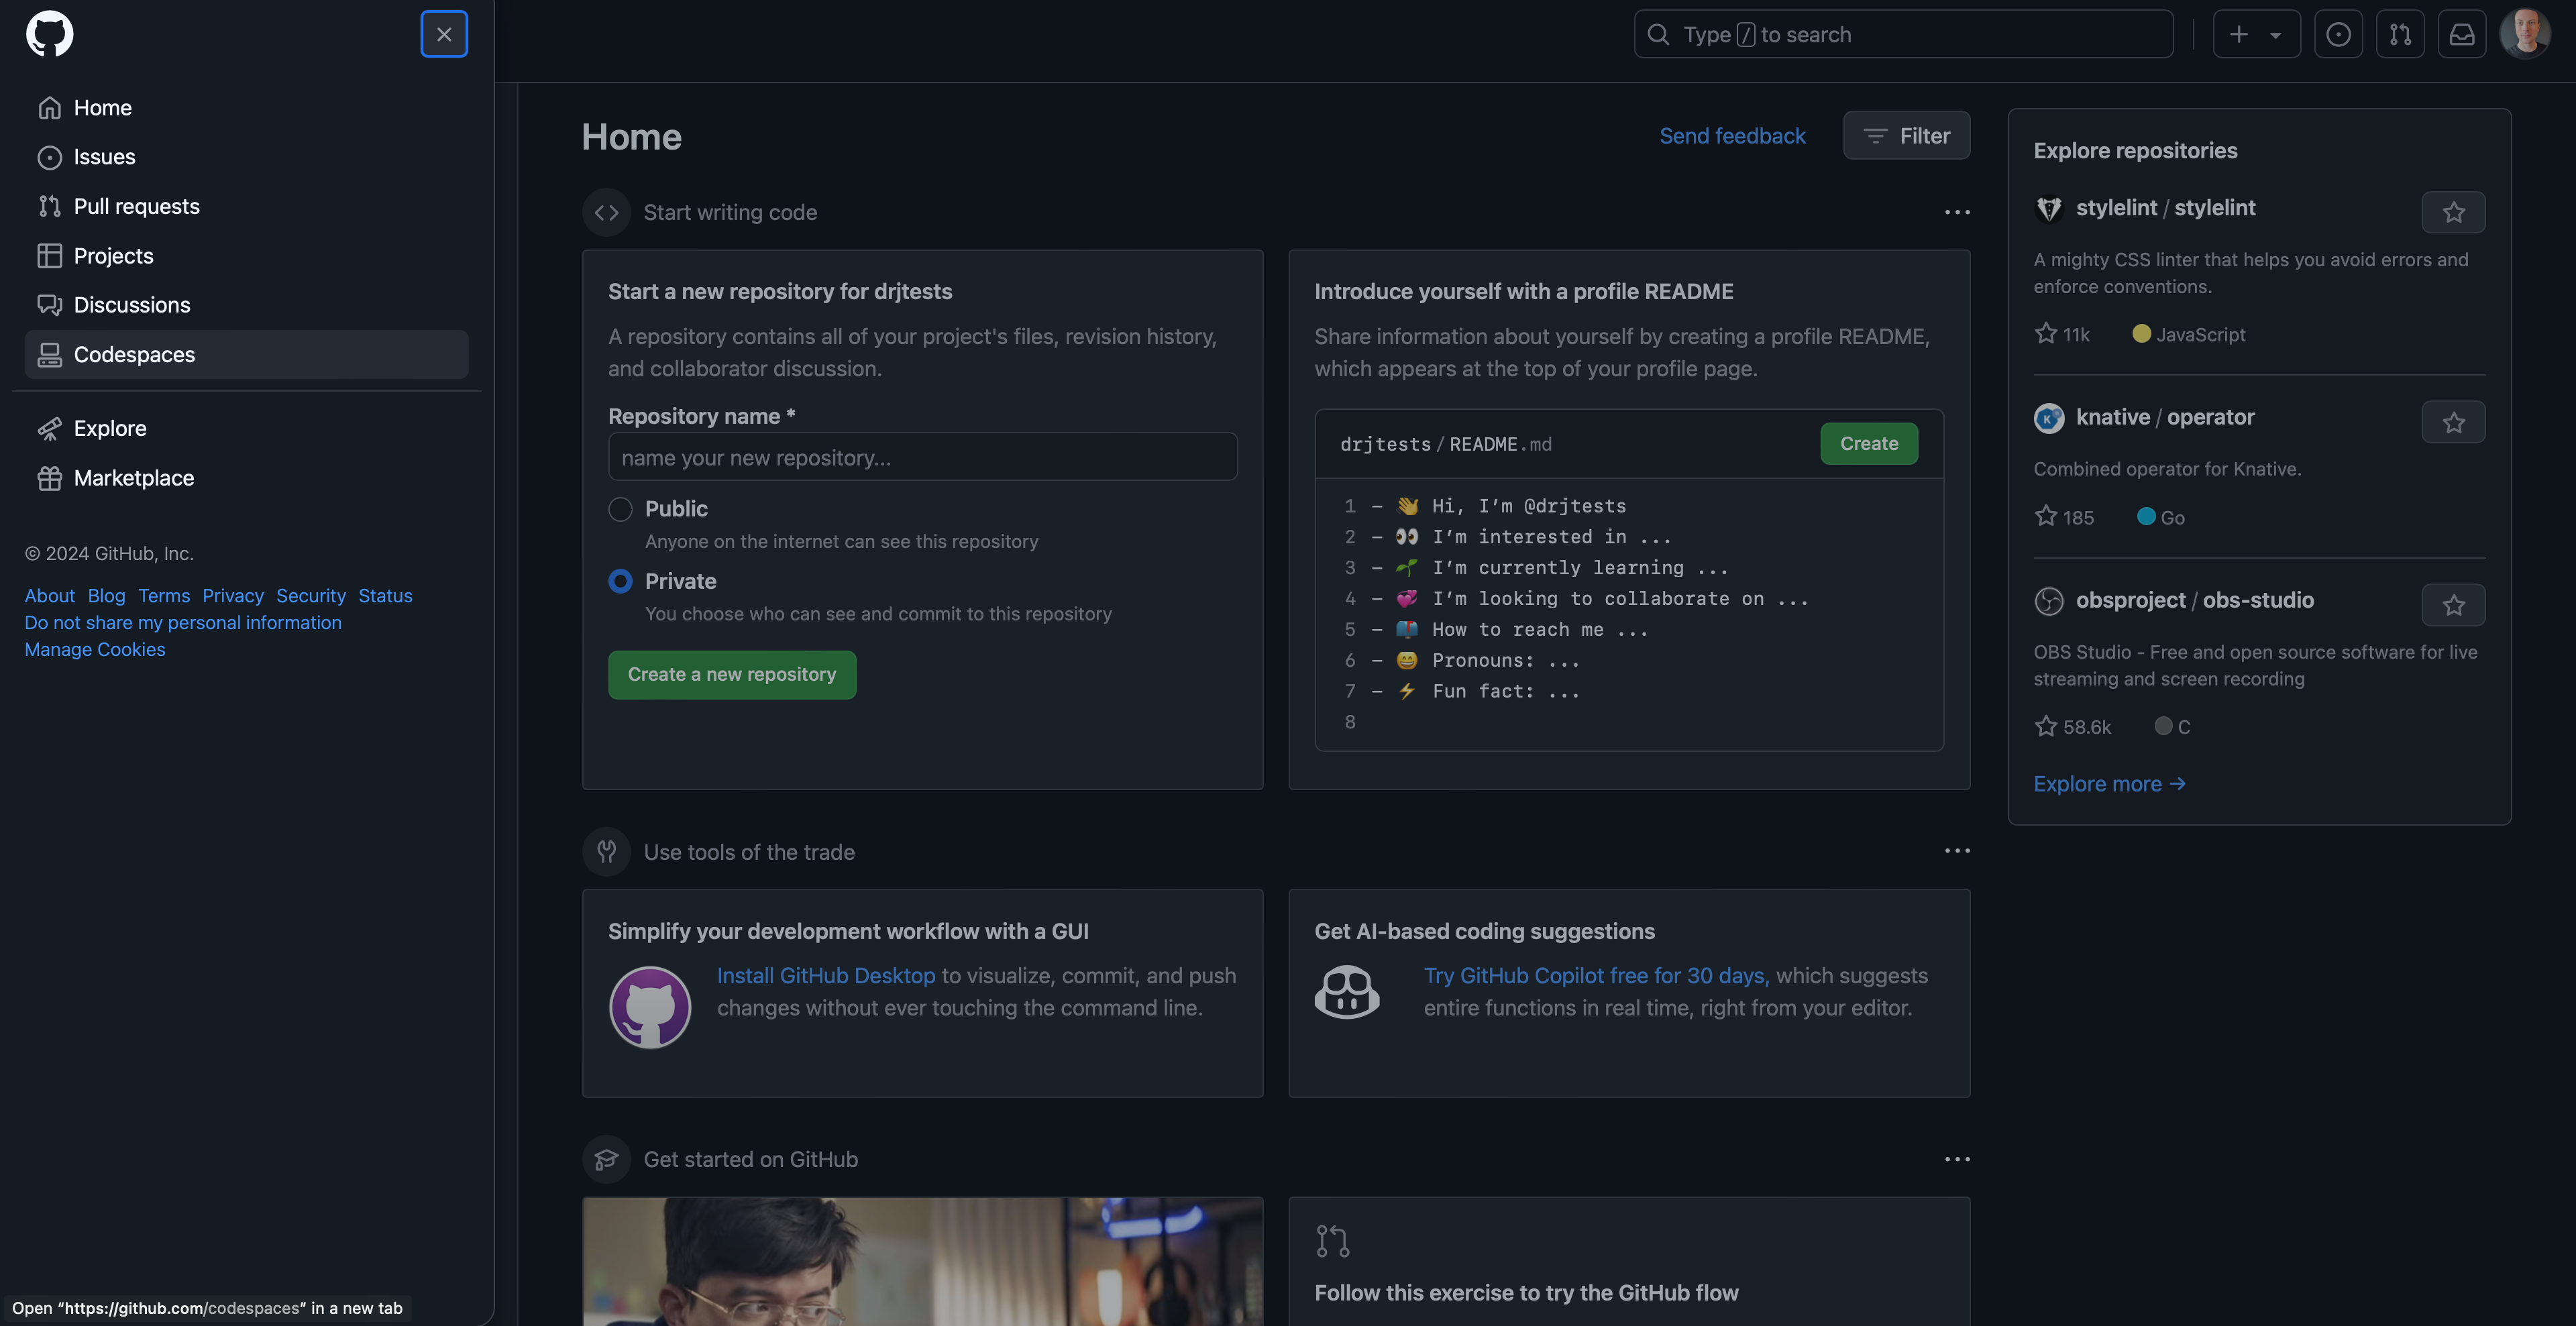 Home
Issues
Pull requests
Projects
Discussions
Codespaces
Explore
Marketplace
© 2024 GitHub, Inc.
About Blog Terms Privacy Security Status
Do not share my personal information
Manage Cookies
Open “https://github.com/codespaces” in a new tab
Type / to search
Home
Send feedback
Filter
Start writing code
Start a new repository for drjtests
A repository contains all of your project's files, revision history,
and collaborator discussion.
Repository name *
name your new repository...
Public
Anyone on the internet can see this repository
Private
You choose who can see and commit to this repository
Create a new repository
Introduce yourself with a profile README
Share information about yourself by creating a profile README,
which appears at the top of your profile page.
drjtests / README.md
Create
1 - 👋 Hi, I’m @drjtests
2 - 👀 I’m interested in ...
3 - 🌱 I’m currently learning ...
4 - 💞️ I’m looking to collaborate on ...
5 - 📫 How to reach me ...
6 - 😄 Pronouns: ...
7 - ⚡ Fun fact: ...
8
Use tools of the trade
Simplify your development workflow with a GUI
Install GitHub Desktop to visualize, commit, and push
changes without ever touching the command line.
Get AI-based coding suggestions
Try GitHub Copilot free for 30 days, which suggests
entire functions in real time, right from your editor.
Get started on GitHub
Follow this exercise to try the GitHub flow
Explore repositories
stylelint / stylelint
A mighty CSS linter that helps you avoid errors and
enforce conventions.
11k JavaScript
knative / operator
Combined operator for Knative.
185 Go
obsproject / obs-studio
OBS Studio - Free and open source software for live
streaming and screen recording
58.6k C
Explore more →